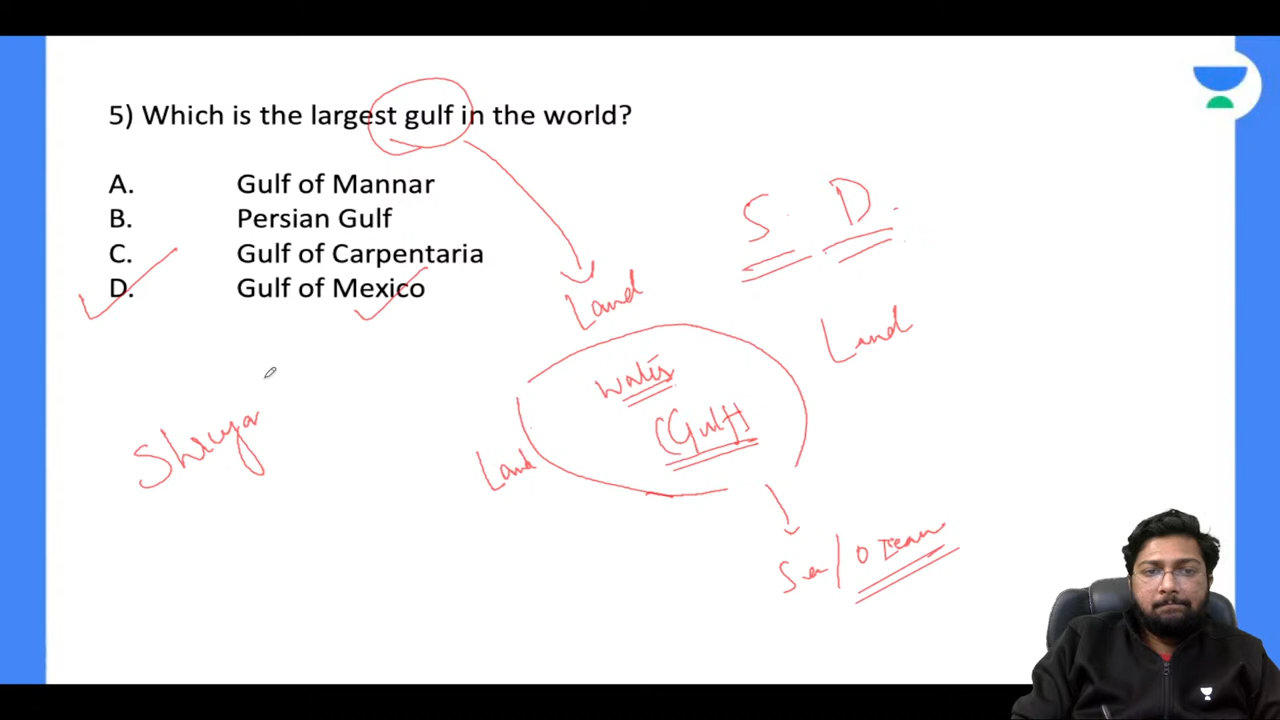 5) Which is the largest gulf in the world?
A. Gulf of Mannar
B. Persian Gulf
C. Gulf of Carpentaria
D. Gulf of Mexico
S. D.
Land
Land
Water
(Gulf)
Land
Sea/Ocean